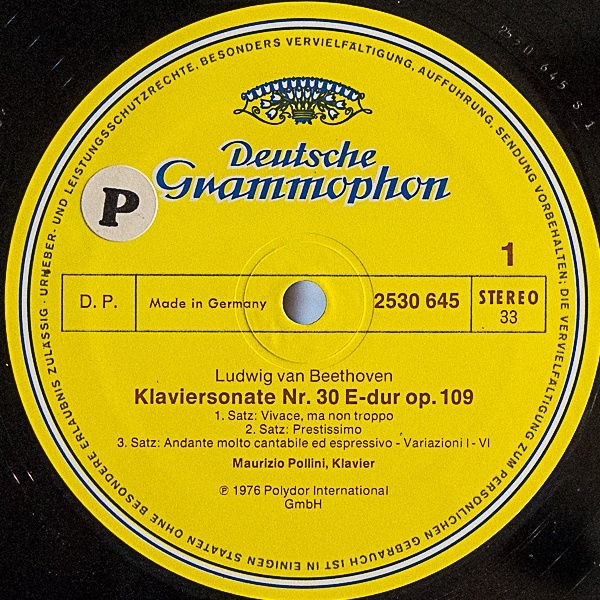 URHEBER- UND LEISTUNGSSCHUTZRECHTE, BESONDERS VERVIELFÄLTIGUNG, AUFFÜHRUNG, SENDUNG VORBEHALTEN; DIE VERVIELFÄLTIGUNG ZUM PERSÖNLICHEN GEBRAUCH IST IN EINIGEN STAATEN OHNE BESONDERE ERLAUBNIS ZULÄSSIG ·
Deutsche
Grammophon
P
1
D. P.
Made in Germany
2530 645
STEREO
33
Ludwig van Beethoven
Klaviersonate Nr. 30 E-dur op. 109
1. Satz: Vivace, ma non troppo
2. Satz: Prestissimo
3. Satz: Andante molto cantabile ed espressivo - Variazioni I - VI
Maurizio Pollini, Klavier
℗ 1976 Polydor International
GmbH